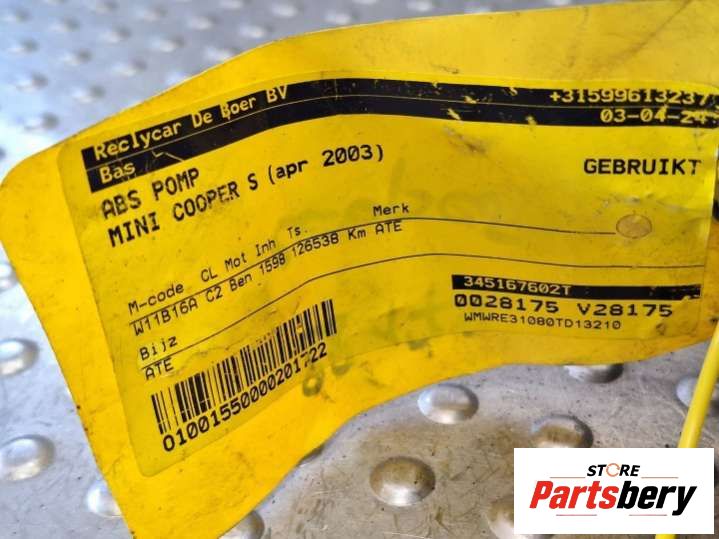 Reclycar De Boer BV +31599613237
Bas 03-04-24
ABS POMP GEBRUIKT
MINI COOPER S (apr 2003)
M-code CL Mot Inh Ts. Merk
W11B16A C2 Ben 1598 126538 Km ATE
Bijz
ATE
345167602T
0028175 V28175
WMWRE31080TD13210
01001550000201722
STORE
Partsbery